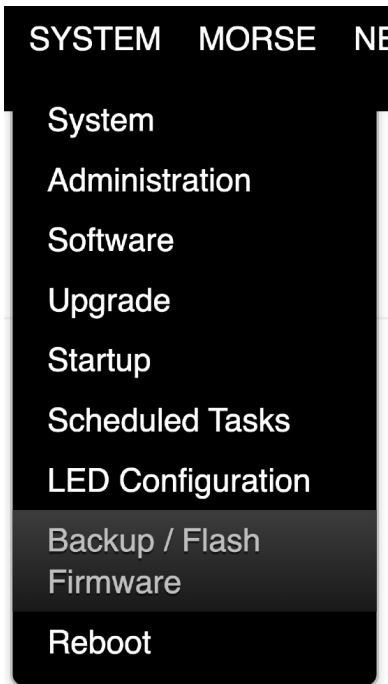 SYSTEM MORSE
System
Administration
Software
Upgrade
Startup
Scheduled Tasks
LED Configuration
Backup / Flash
Firmware
Reboot